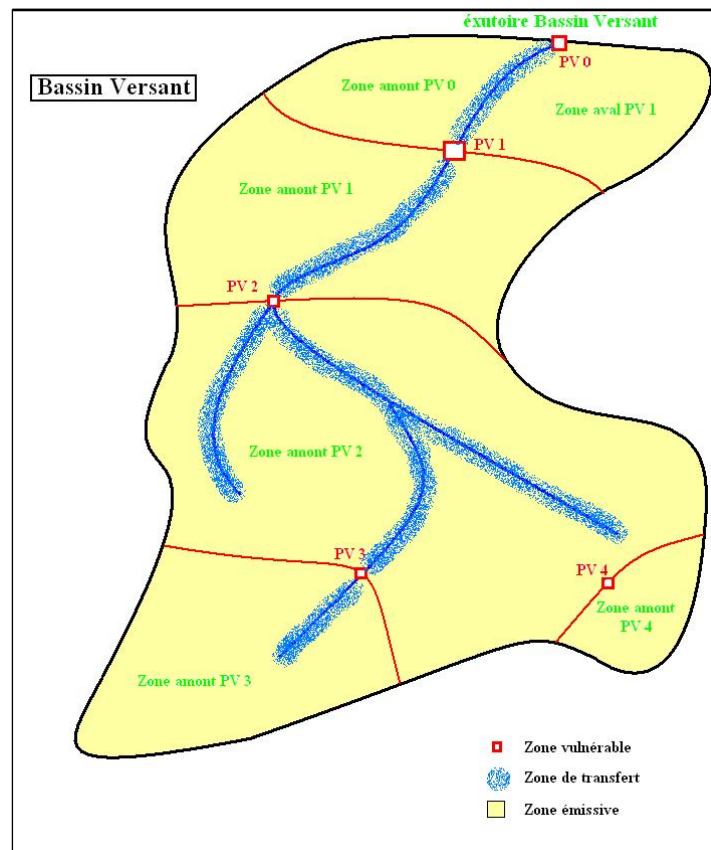 éxutoire Bassin Versant
PV 0
Zone amont PV 0
Bassin Versant
Zone aval PV 1
PV 1
Zone amont PV 1
PV 2
Zone amont PV 2
PV 3
PV 4
Zone amont
PV 4
Zone amont PV 3
Zone vulnérable
Zone de transfert
Zone émissive